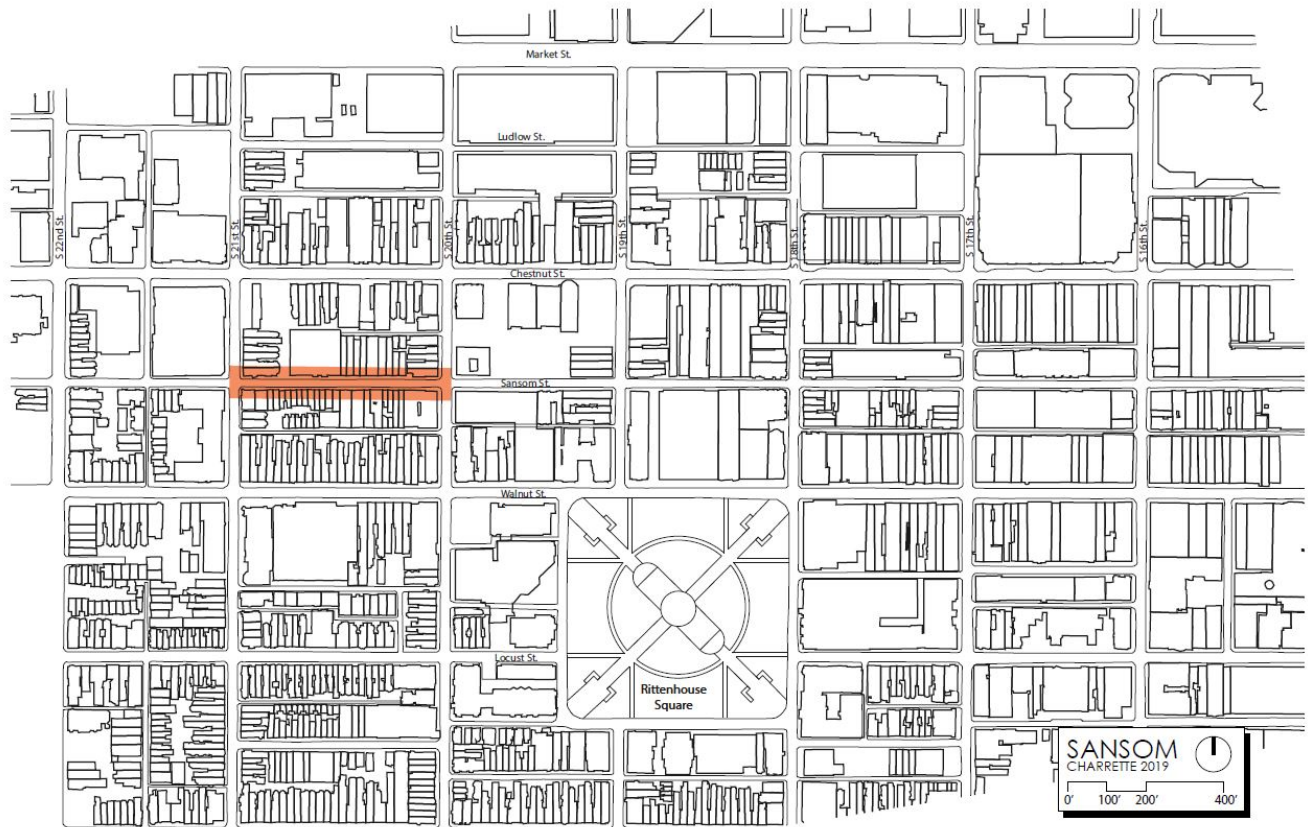 Market St.
Ludlow St.
S 22nd St.
S 21st St.
S 20th St.
S 19th St.
S 18th St.
S 17th St.
S 16th St.
Chestnut St.
Sansom St.
Walnut St.
Locust St.
Rittenhouse
Square
SANSOM
CHARRETTE 2019
0' 100' 200' 400'